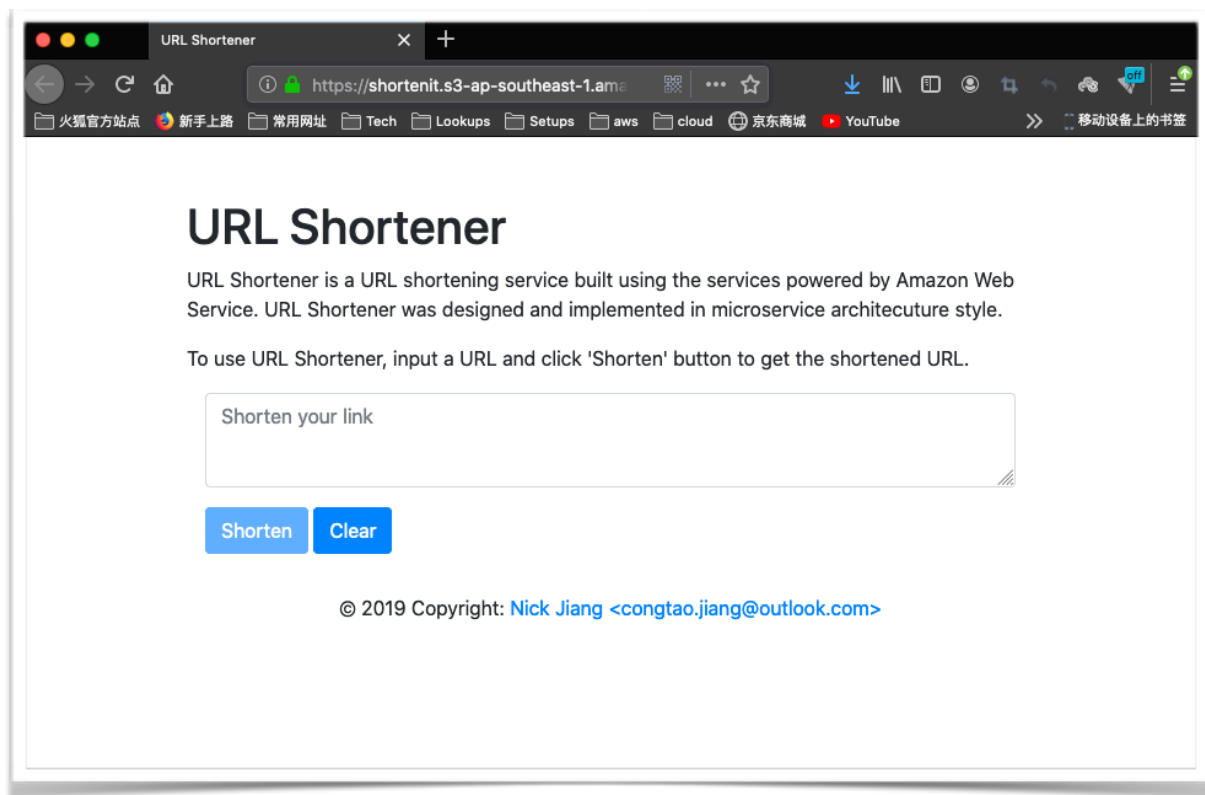 URL Shortener
https://shortenit.s3-ap-southeast-1.ama
off
火狐官方站点 新手上路 常用网址 Tech Lookups Setups aws cloud 京东商城 YouTube 移动设备上的书签
URL Shortener
URL Shortener is a URL shortening service built using the services powered by Amazon Web
Service. URL Shortener was designed and implemented in microservice architecuture style.
To use URL Shortener, input a URL and click 'Shorten' button to get the shortened URL.
Shorten your link
Shorten Clear
© 2019 Copyright: Nick Jiang <congtao.jiang@outlook.com>